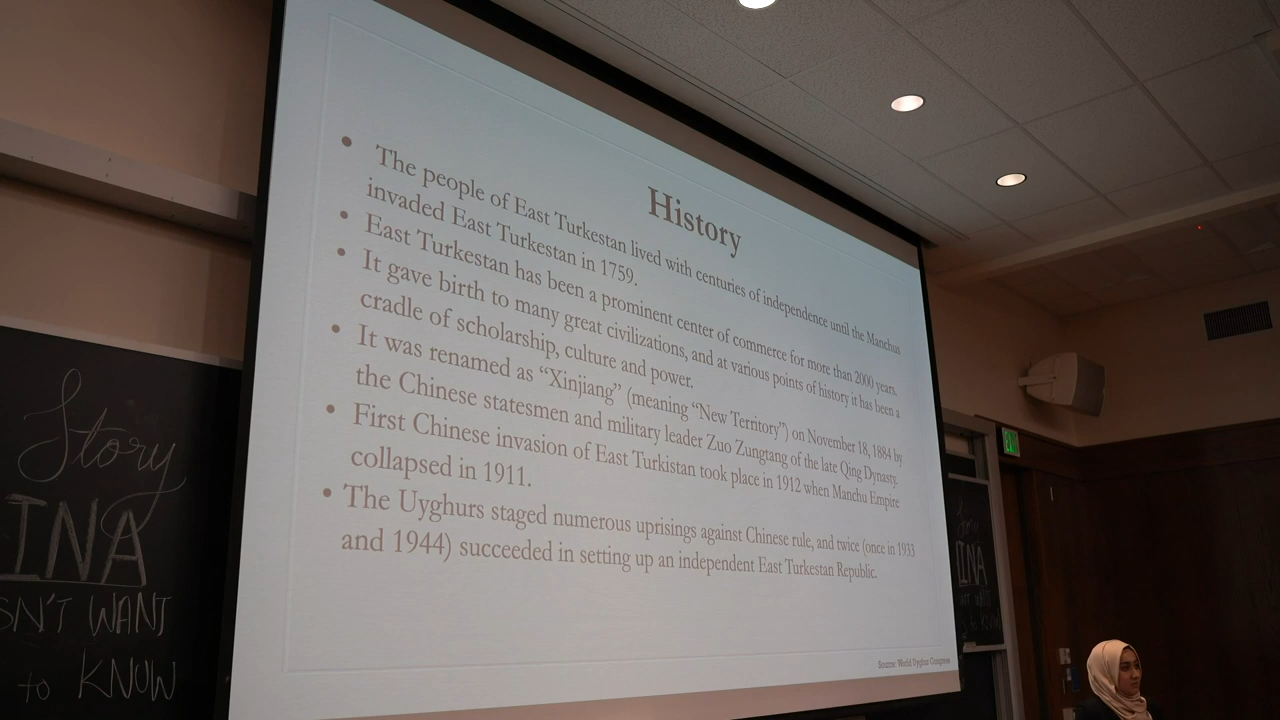 History
• The people of East Turkestan lived with centuries of independence until the Manchus
invaded East Turkestan in 1759.
• East Turkestan has been a prominent center of commerce for more than 2000 years.
• It gave birth to many great civilizations, and at various points of history it has been a
cradle of scholarship, culture and power.
• It was renamed as “Xinjiang” (meaning “New Territory”) on November 18, 1884 by
the Chinese statesmen and military leader Zuo Zungtang of the late Qing Dynasty.
• First Chinese invasion of East Turkistan took place in 1912 when Manchu Empire
collapsed in 1911.
• The Uyghurs staged numerous uprisings against Chinese rule, and twice (once in 1933
and 1944) succeeded in setting up an independent East Turkestan Republic.
Source: World Uyghur Congress
Story
INA
SN'T WANT
to KNOW
INA